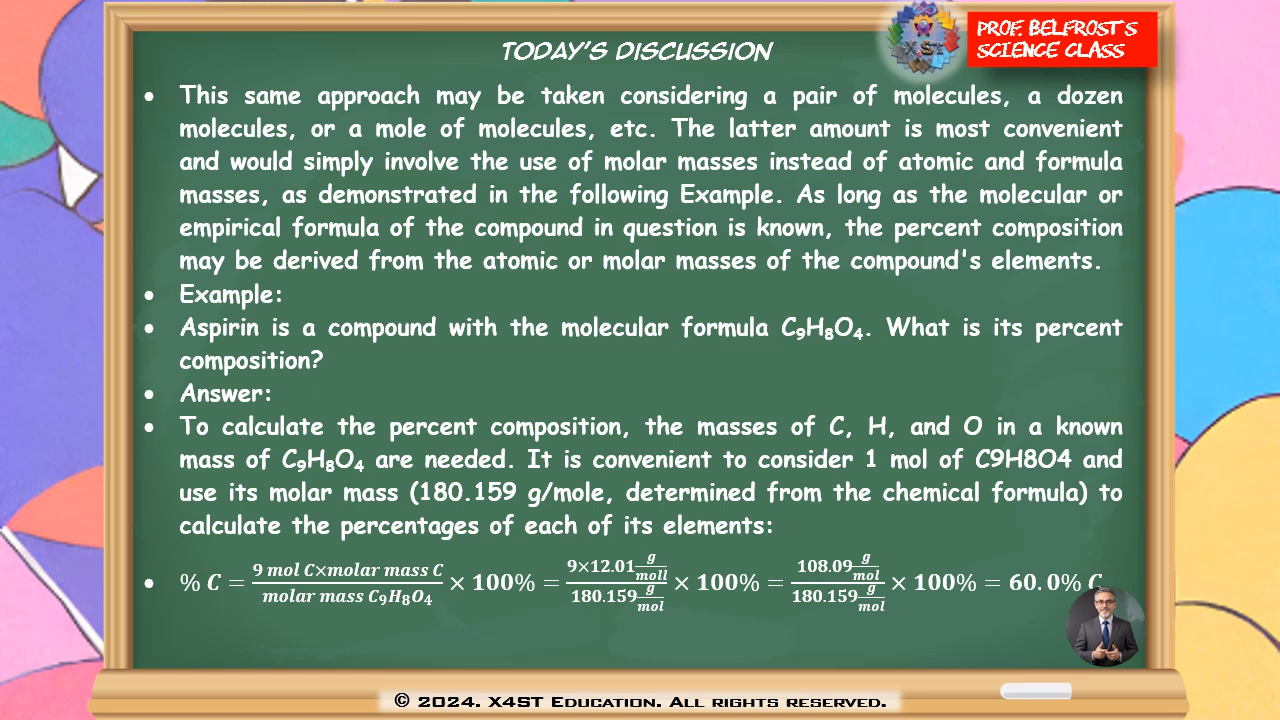 TODAY'S DISCUSSION
PROF. BELFROST'S
SCIENCE CLASS
X4ST
• This same approach may be taken considering a pair of molecules, a dozen
molecules, or a mole of molecules, etc. The latter amount is most convenient
and would simply involve the use of molar masses instead of atomic and formula
masses, as demonstrated in the following Example. As long as the molecular or
empirical formula of the compound in question is known, the percent composition
may be derived from the atomic or molar masses of the compound's elements.
• Example:
• Aspirin is a compound with the molecular formula C₉H₈O₄. What is its percent
composition?
• Answer:
• To calculate the percent composition, the masses of C, H, and O in a known
mass of C₉H₈O₄ are needed. It is convenient to consider 1 mol of C9H8O4 and
use its molar mass (180.159 g/mole, determined from the chemical formula) to
calculate the percentages of each of its elements:
• % C = (9 mol C×molar mass C)/(molar mass C₉H₈O₄) × 100% = (9×12.01 g/moll)/(180.159 g/mol) × 100% = (108.09 g/mol)/(180.159 g/mol) × 100% = 60.0% C
© 2024. X4ST Education. All rights reserved.